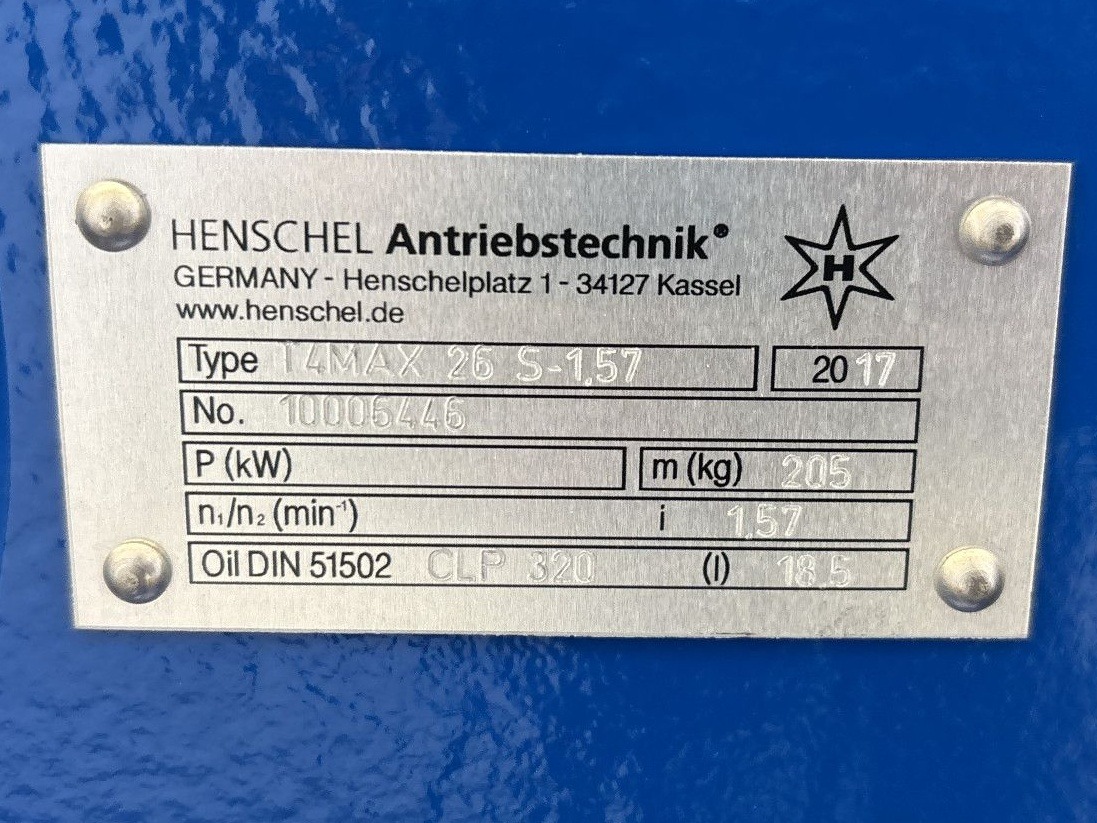 HENSCHEL Antriebstechnik®
GERMANY - Henschelplatz 1 - 34127 Kassel
www.henschel.de
H
Type T4MAX 26 S-1.57 2017
No. 10006446
P (kW) m (kg) 205
n₁/n₂ (min⁻¹) i 1.57
Oil DIN 51502 CLP 320 (l) 18.5